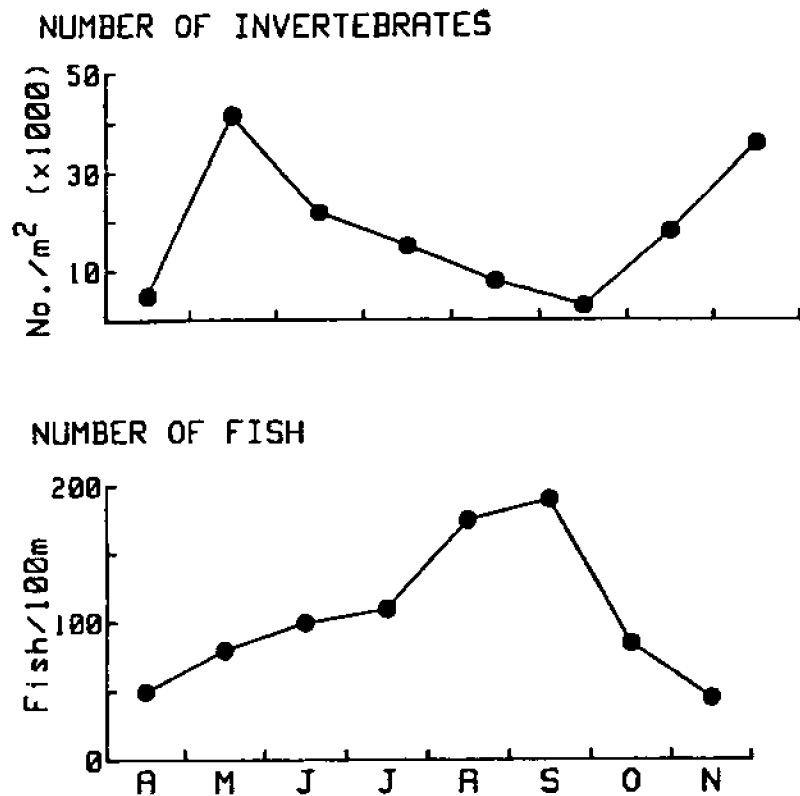 NUMBER OF INVERTEBRATES
No./m² (x1000)
50
30
10
NUMBER OF FISH
Fish/100m
200
100
0
A M J J A S O N